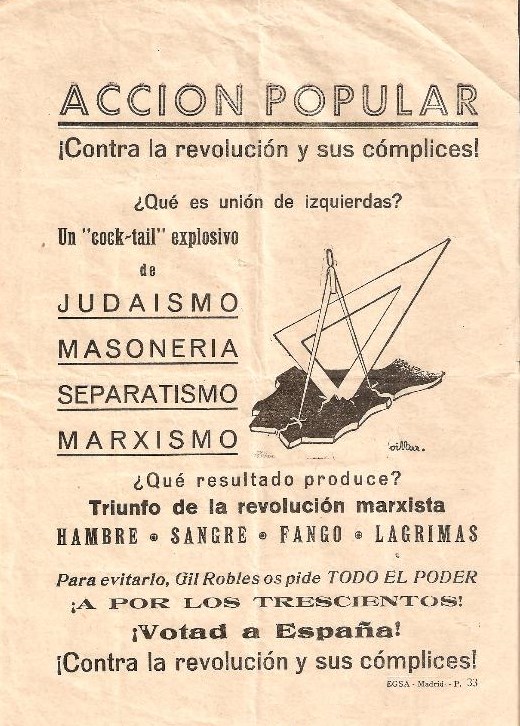 ACCION POPULAR
¡Contra la revolución y sus cómplices!
¿Qué es unión de izquierdas?
Un "cock-tail" explosivo
de
JUDAISMO
MASONERIA
SEPARATISMO
MARXISMO
¿Qué resultado produce?
Triunfo de la revolución marxista
HAMBRE • SANGRE • FANGO • LAGRIMAS
Para evitarlo, Gil Robles os pide TODO EL PODER
¡A POR LOS TRESCIENTOS!
¡Votad a España!
¡Contra la revolución y sus cómplices!
EGSA - Madrid. - P. 33